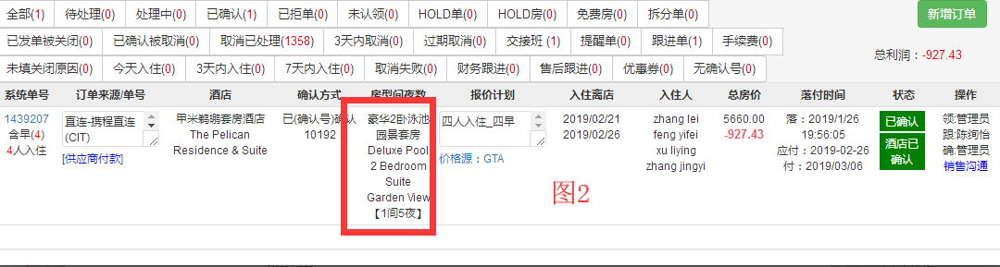 全部(1) 待处理(0) 处理中(0) 已确认(1) 已拒单(0) 未认领(0) HOLD单(0) HOLD房(0) 免费房(0) 拆分单(0) 新增订单
已发单被关闭(0) 已确认被取消(0) 取消已处理(1358) 3天内取消(0) 过期取消(0) 交接班 (1) 提醒单(0) 跟进单(1) 手续费(0)
总利润：-927.43
未填关闭原因(0) 今天入住(0) 3天内入住(0) 7天内入住(0) 取消失败(0) 财务跟进(0) 售后跟进(0) 优惠券(0) 无确认号(0)
系统单号 订单来源/单号 酒店 确认方式 房型间夜数 报价计划 入住离店 入住人 总房价 落付时间 状态 操作
1439207
含早(4)
4人入住
直连-携程直连
(CIT)
[供应商付款]
甲米鹈鹕套房酒店
The Pelican
Residence & Suite
已(确认号)确认
10192
豪华2卧泳池
园景套房
Deluxe Pool
2 Bedroom
Suite
Garden View
【1间5夜】
四人入住_四早
价格源：GTA
2019/02/21
2019/02/26
zhang lei
feng yifei
xu liying
zhang jingyi
5660.00
-927.43
落：2019/1/26
19:56:05
应付：2019-02-26
付：2019/03/06
已确认
酒店已
确认
领:管理员
跟:陈绚怡
确:管理员
销售沟通
图2